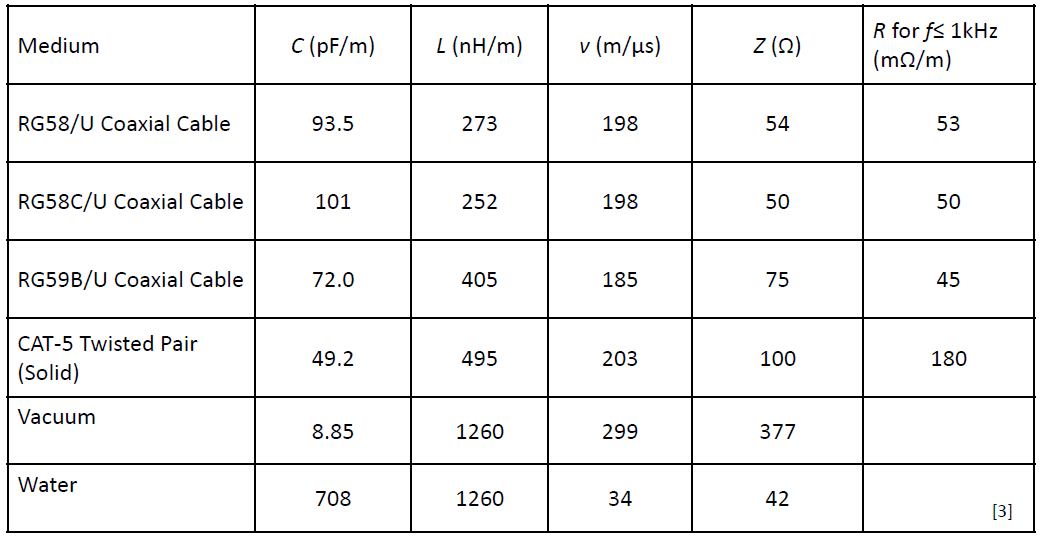 Medium C (pF/m) L (nH/m) v (m/μs) Z (Ω) R for f≤ 1kHz
(mΩ/m)
RG58/U Coaxial Cable 93.5 273 198 54 53
RG58C/U Coaxial Cable 101 252 198 50 50
RG59B/U Coaxial Cable 72.0 405 185 75 45
CAT-5 Twisted Pair
(Solid) 49.2 495 203 100 180
Vacuum 8.85 1260 299 377
Water 708 1260 34 42
[3]